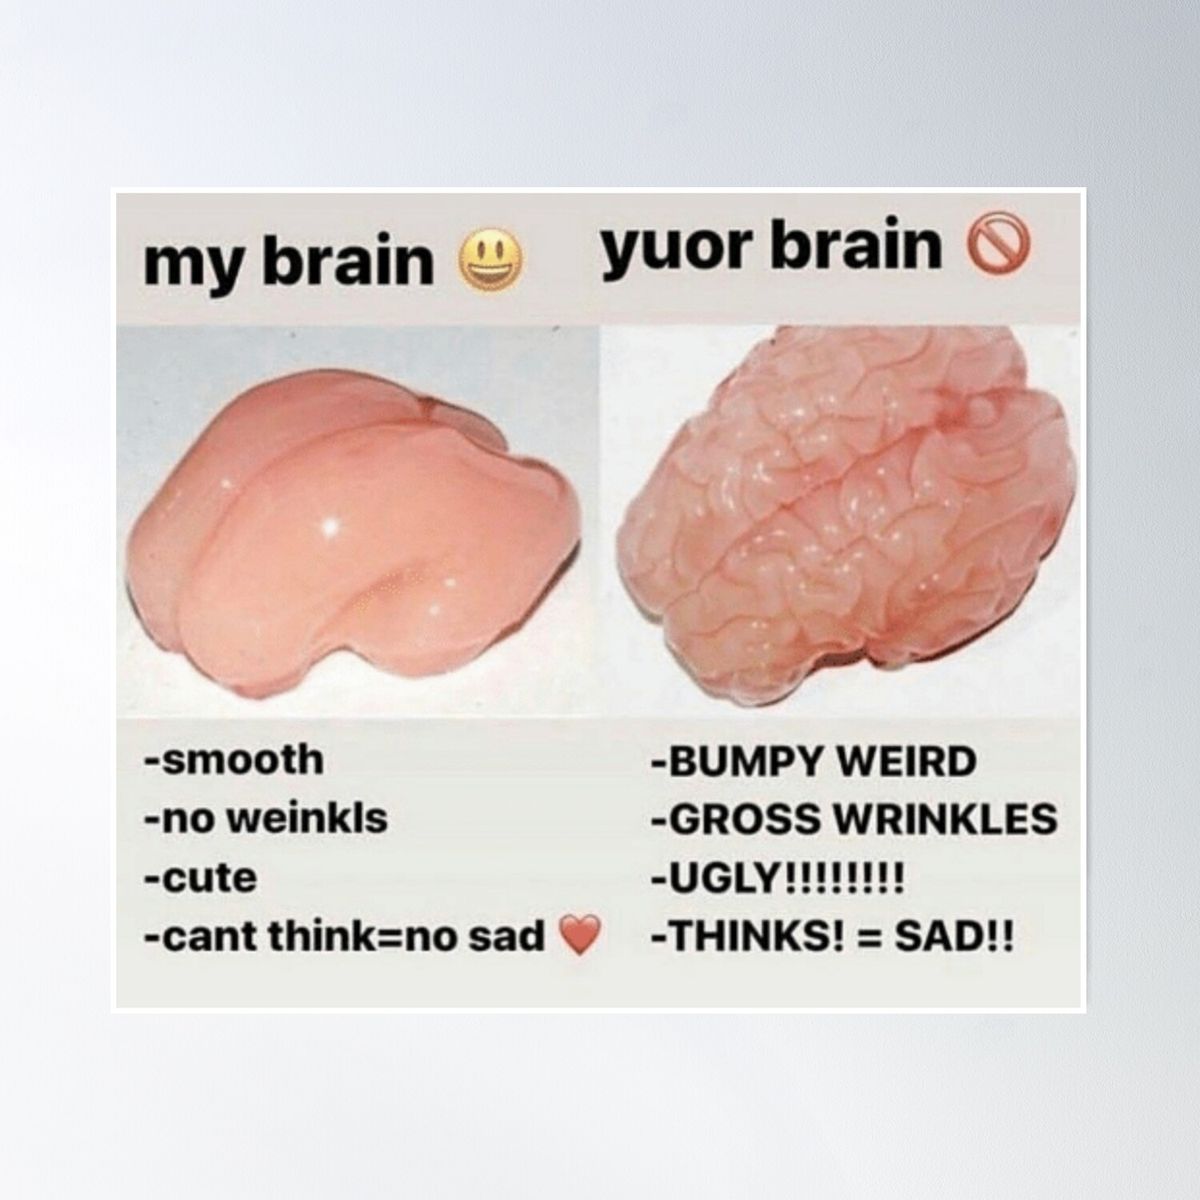 my brain 😃
yuor brain 🚫
-smooth
-no weinkls
-cute
-cant think=no sad ❤️
-BUMPY WEIRD
-GROSS WRINKLES
-UGLY!!!!!!!!
-THINKS! = SAD!!